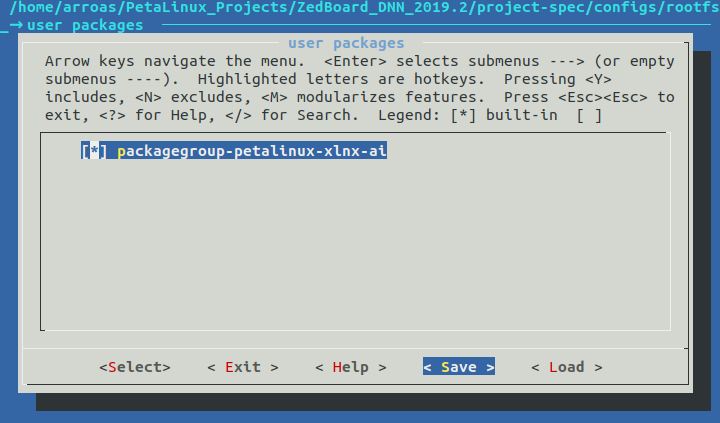 /home/arroas/PetaLinux_Projects/ZedBoard_DNN_2019.2/project-spec/configs/rootfs
_→user packages
user packages
Arrow keys navigate the menu.  <Enter> selects submenus ---> (or empty
submenus ----).  Highlighted letters are hotkeys.  Pressing <Y>
includes, <N> excludes, <M> modularizes features.  Press <Esc><Esc> to
exit, <?> for Help, </> for Search.  Legend: [*] built-in  [ ]
[*] packagegroup-petalinux-xlnx-ai
<Select>    < Exit >    < Help >    < Save >    < Load >